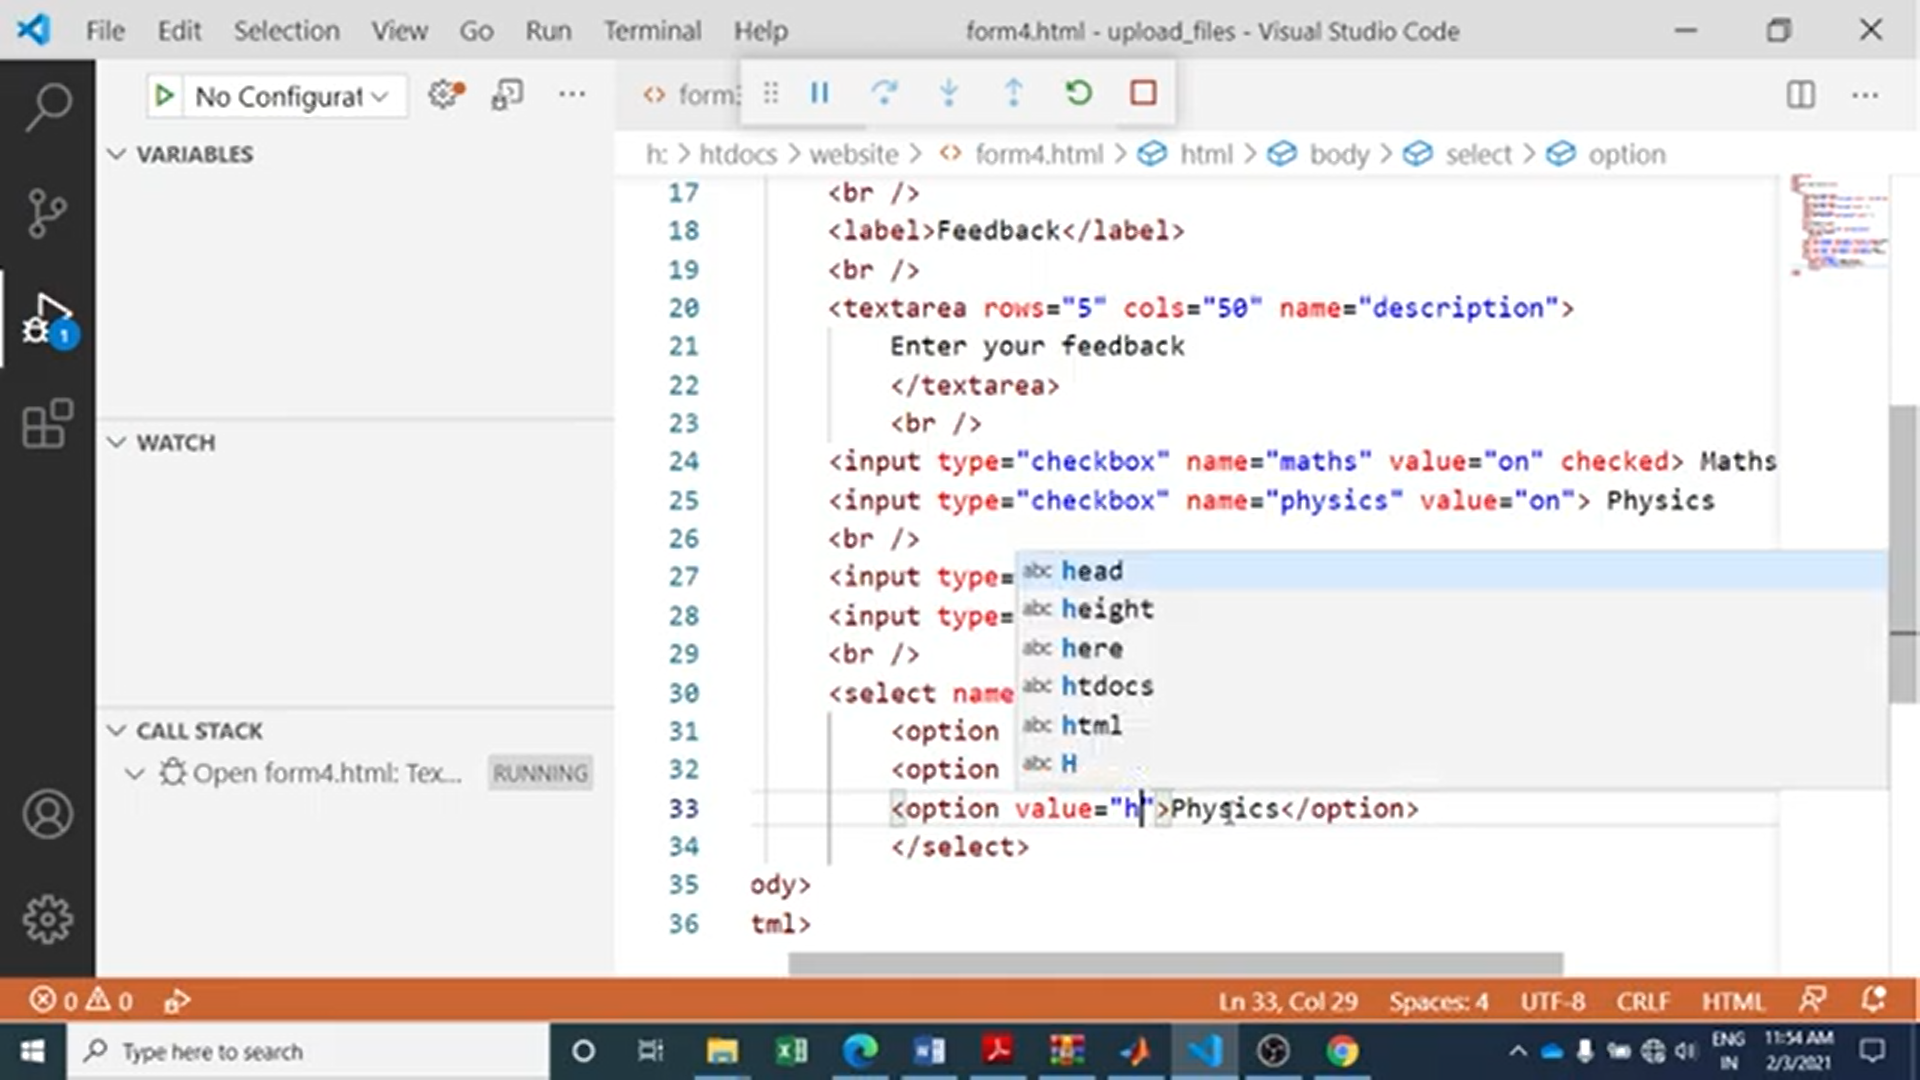 File Edit Selection View Go Run Terminal Help form4.html - upload_files - Visual Studio Code
No Configurat
form
h: > htdocs > website > form4.html > html > body > select > option
VARIABLES
WATCH
CALL STACK
Open form4.html: Tex... RUNNING
17 <br />
18 <label>Feedback</label>
19 <br />
20 <textarea rows="5" cols="50" name="description">
21 Enter your feedback
22 </textarea>
23 <br />
24 <input type="checkbox" name="maths" value="on" checked> Maths
25 <input type="checkbox" name="physics" value="on"> Physics
26 <br />
27 <input type=
28 <input type=
29 <br />
30 <select name
31 <option
32 <option
33 <option value="h">Physics</option>
34 </select>
35 ody>
36 tml>
abc head
abc height
abc here
abc htdocs
abc html
abc H
1
0 0 Ln 33, Col 29 Spaces: 4 UTF-8 CRLF HTML
Type here to search
ENG
IN
11:54 AM
2/3/2021